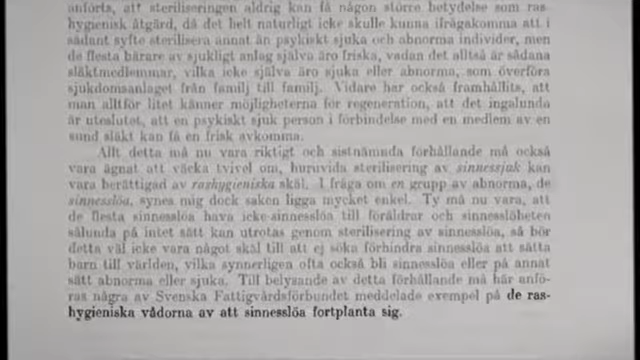 anförts, att steriliseringen aldrig kan få någon större betydelse som ras-
hygienisk åtgärd, då det helt naturligt icke skulle kunna ifrågakomma att i
sådant syfte sterilisera annat än psykiskt sjuka och abnorma individer, men
de flesta bärare av sjukligt anlag själva äro friska, vadan det alltså är sådana
släktmedlemmar, vilka icke själva äro sjuka eller abnorma, som överföra
sjukdomsanlaget från familj till familj. Vidare har också framhållits, att
man alltför litet känner möjligheterna för regeneration, att det ingalunda
är uteslutet, att en psykiskt sjuk person i förbindelse med en medlem av en
sund släkt kan få en frisk avkomma.
Allt detta må nu vara riktigt och sistnämnda förhållande må också
vara ägnat att väcka tvivel om, huruvida sterilisering av sinnessjuk kan
vara berättigad av rashygieniska skäl. I fråga om en grupp av abnorma, de
sinnesslöa, synes mig dock saken ligga mycket enkel. Ty må nu vara, att
de flesta sinnesslöa hava icke-sinnesslöa till föräldrar och sinnesslöheten
sålunda på intet sätt kan utrotas genom sterilisering av sinnesslöa, så bör
detta väl icke vara något skäl till att ej söka förhindra sinnesslöa att sätta
barn till världen, vilka synnerligen ofta också bli sinnesslöa eller på annat
sätt abnorma eller sjuka. Till belysande av detta förhållande må här anfö-
ras några av Svenska Fattigvårdsförbundet meddelade exempel på de ras-
hygieniska vådorna av att sinnesslöa fortplanta sig.